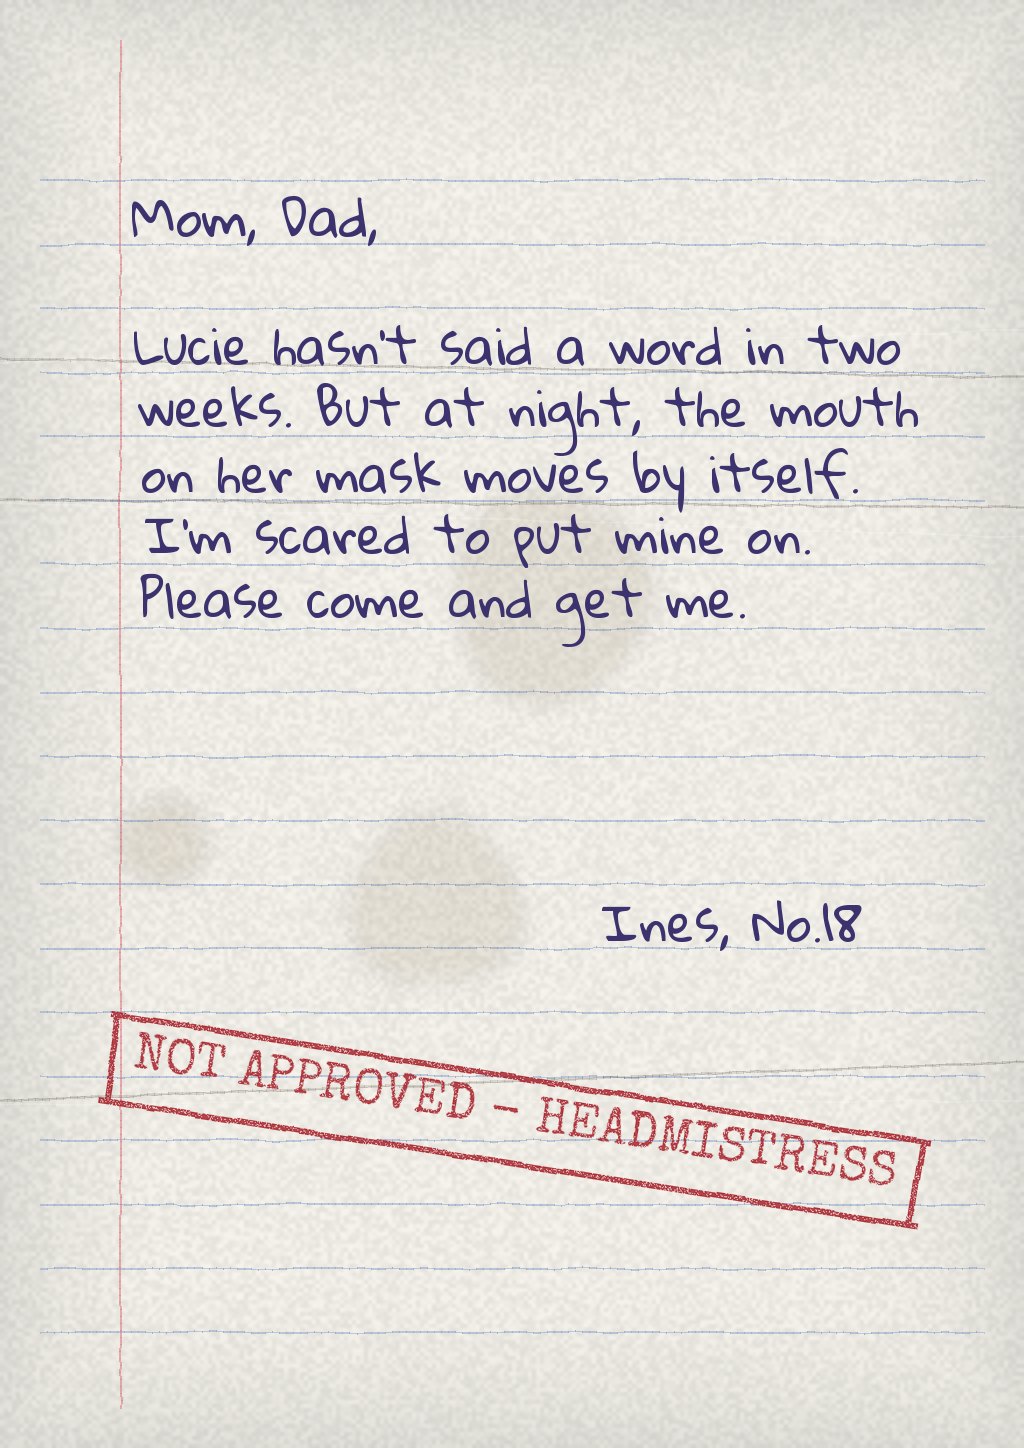 Mom, Dad,
Lucie hasn't said a word in two
weeks. But at night, the mouth
on her mask moves by itself.
I'm scared to put mine on.
Please come and get me.
Ines, No.18
NOT APPROVED – HEADMISTRESS